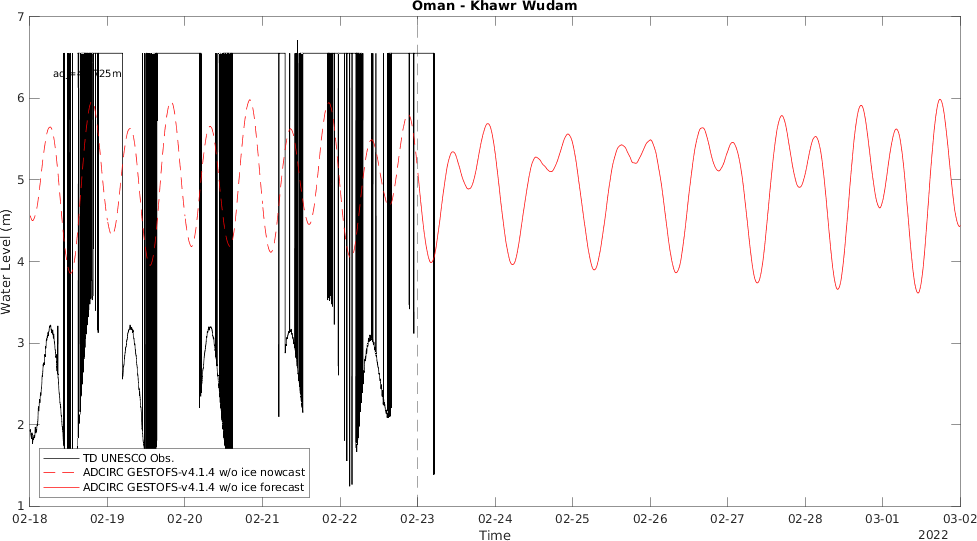 Oman - Khawr Wudam
7
6
5
4
3
2
1
Water Level (m)
TD UNESCO Obs.
ADCIRC GESTOFS-v4.1.4 w/o ice nowcast
ADCIRC GESTOFS-v4.1.4 w/o ice forecast
02-18 02-19 02-20 02-21 02-22 02-23 02-24 02-25 02-26 02-27 02-28 03-01 03-02
Time
2022